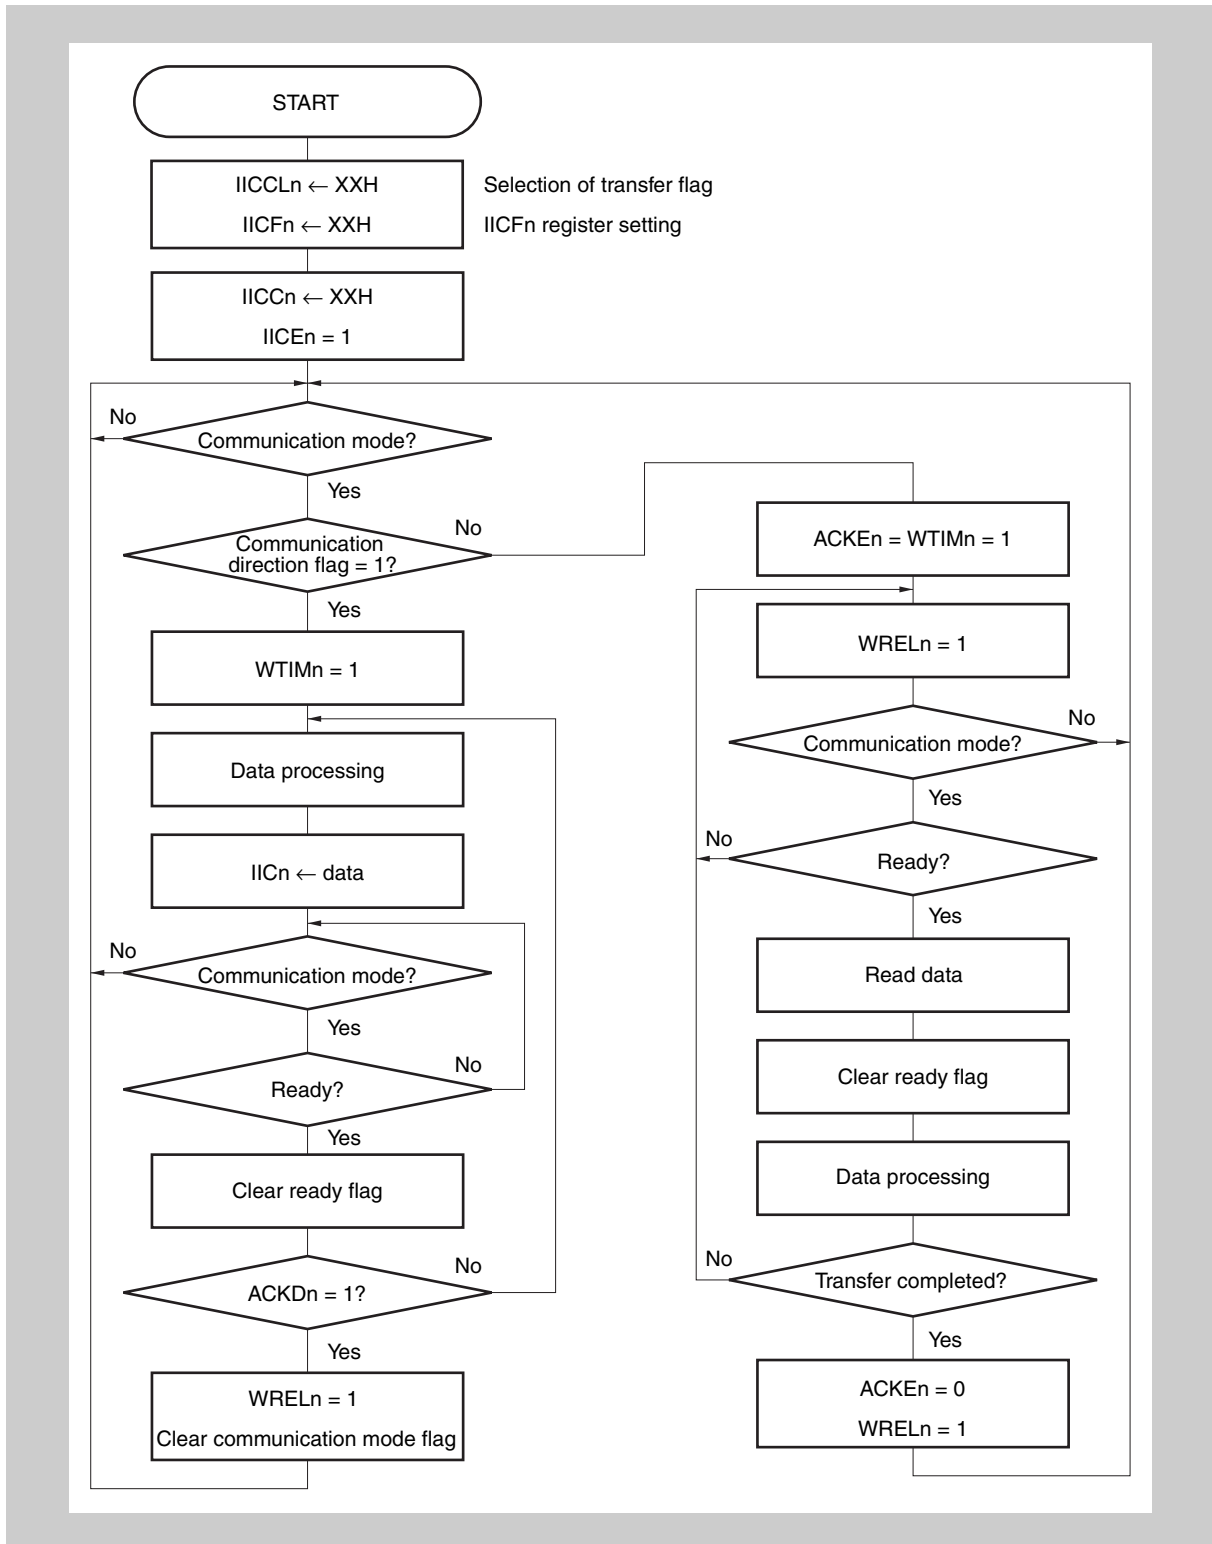 START
IICCLn ← XXH
Selection of transfer flag
IICFn ← XXH
IICFn register setting
IICCn ← XXH
IICEn = 1
No
Communication mode?
Yes
No
Communication
direction flag = 1?
Yes
WTIMn = 1
Data processing
IICn ← data
No
Communication mode?
Yes
No
Ready?
Yes
Clear ready flag
No
ACKDn = 1?
Yes
WRELn = 1
Clear communication mode flag
ACKEn = WTIMn = 1
WRELn = 1
No
Communication mode?
Yes
No
Ready?
Yes
Read data
Clear ready flag
Data processing
No
Transfer completed?
Yes
ACKEn = 0
WRELn = 1